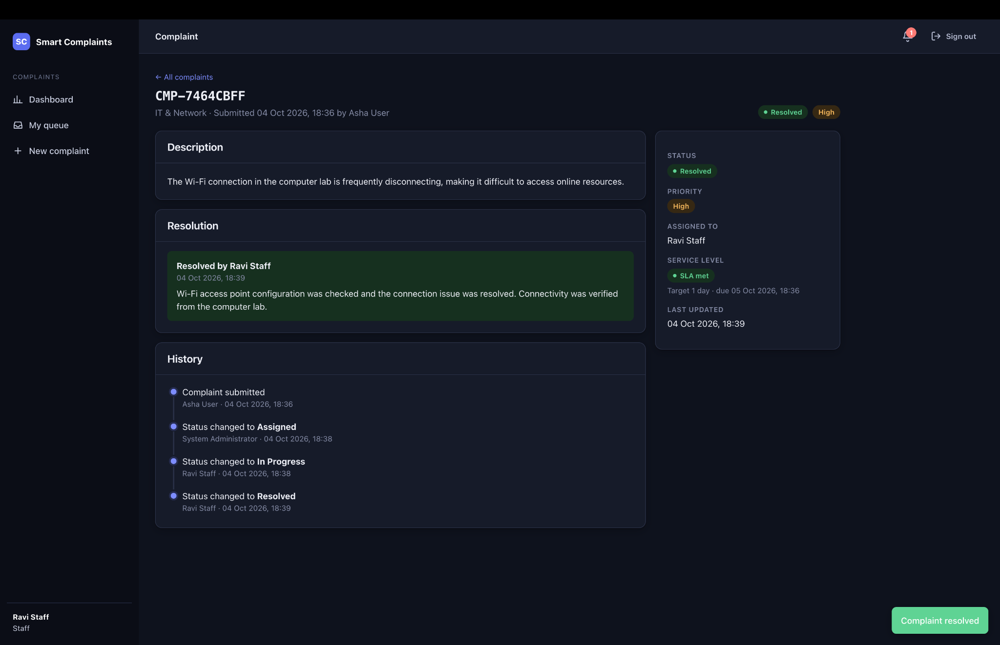 SC Smart Complaints
COMPLAINTS
Dashboard
My queue
New complaint
Ravi Staff
Staff
Complaint
1
Sign out
← All complaints
CMP-7464CBFF
IT & Network · Submitted 04 Oct 2026, 18:36 by Asha User
Resolved
High
Description
The Wi-Fi connection in the computer lab is frequently disconnecting, making it difficult to access online resources.
Resolution
Resolved by Ravi Staff
04 Oct 2026, 18:39
Wi-Fi access point configuration was checked and the connection issue was resolved. Connectivity was verified
from the computer lab.
History
Complaint submitted
Asha User · 04 Oct 2026, 18:36
Status changed to Assigned
System Administrator · 04 Oct 2026, 18:38
Status changed to In Progress
Ravi Staff · 04 Oct 2026, 18:38
Status changed to Resolved
Ravi Staff · 04 Oct 2026, 18:39
STATUS
Resolved
PRIORITY
High
ASSIGNED TO
Ravi Staff
SERVICE LEVEL
SLA met
Target 1 day · due 05 Oct 2026, 18:36
LAST UPDATED
04 Oct 2026, 18:39
Complaint resolved